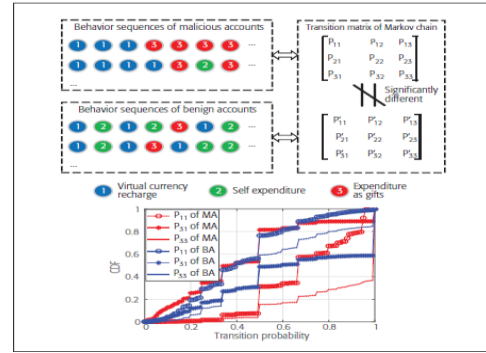 Behavior sequences of malicious accounts
1 1 1 3 3 3 3 ...
1 1 1 1 3 2 3 ...
...
Transition matrix of Markov chain
P11 P12 P13
P21 P22 P23
P31 P32 P33
Significantly
different
P'11 P'12 P'13
P'21 P'22 P'23
P'31 P'32 P'33
Behavior sequences of benign accounts
1 2 1 2 3 1 2 ...
1 2 1 3 1 2 2 ...
...
1 Virtual currency
recharge
2 Self expenditure
3 Expenditure
as gifts
CDF
1
0.8
0.6
0.4
0.2
0
P11 of MA
P31 of MA
P33 of MA
P11 of BA
P31 of BA
P33 of BA
0 0.2 0.4 0.6 0.8 1
Transition probability